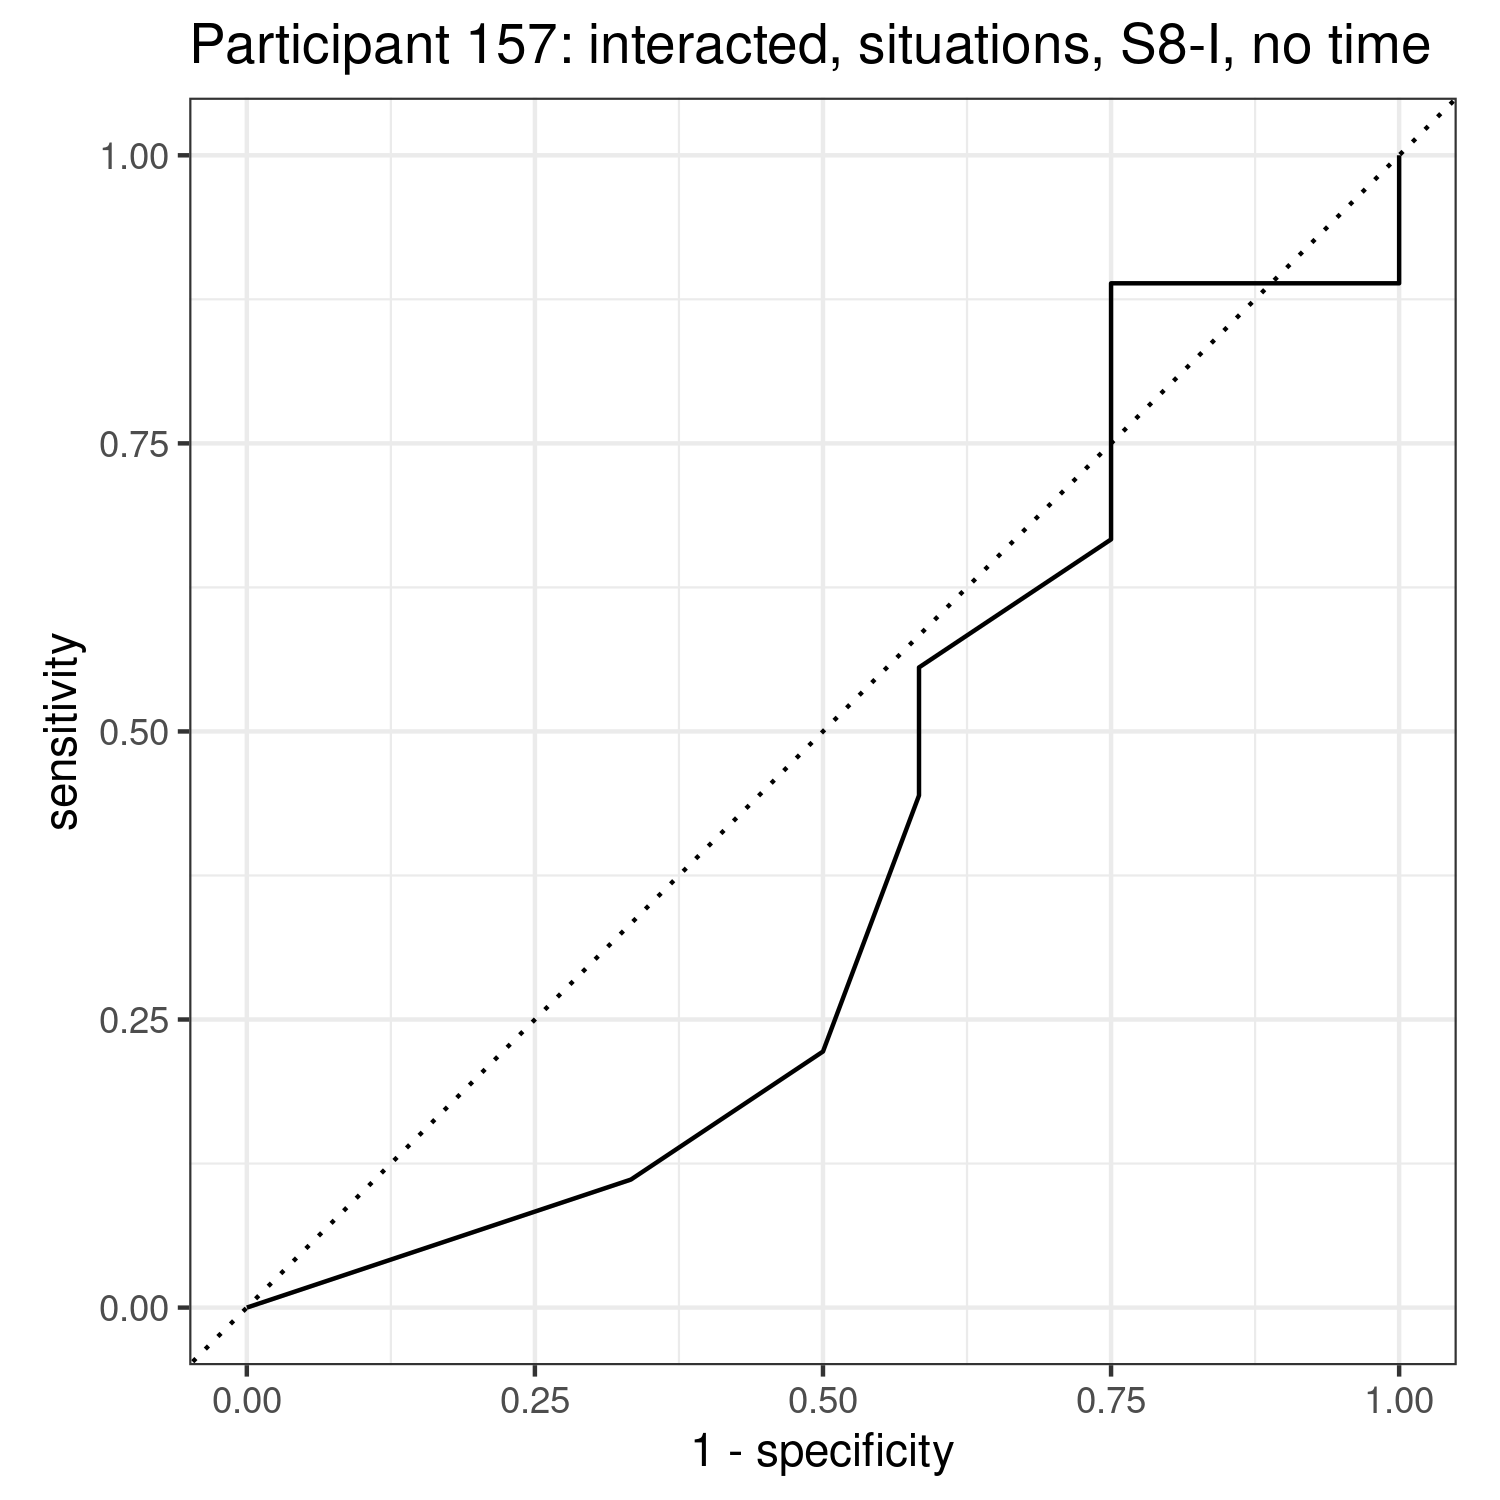 Participant 157: interacted, situations, S8-I, no time
1.00
0.75
0.50
0.25
0.00
sensitivity
0.00 0.25 0.50 0.75 1.00
1 - specificity